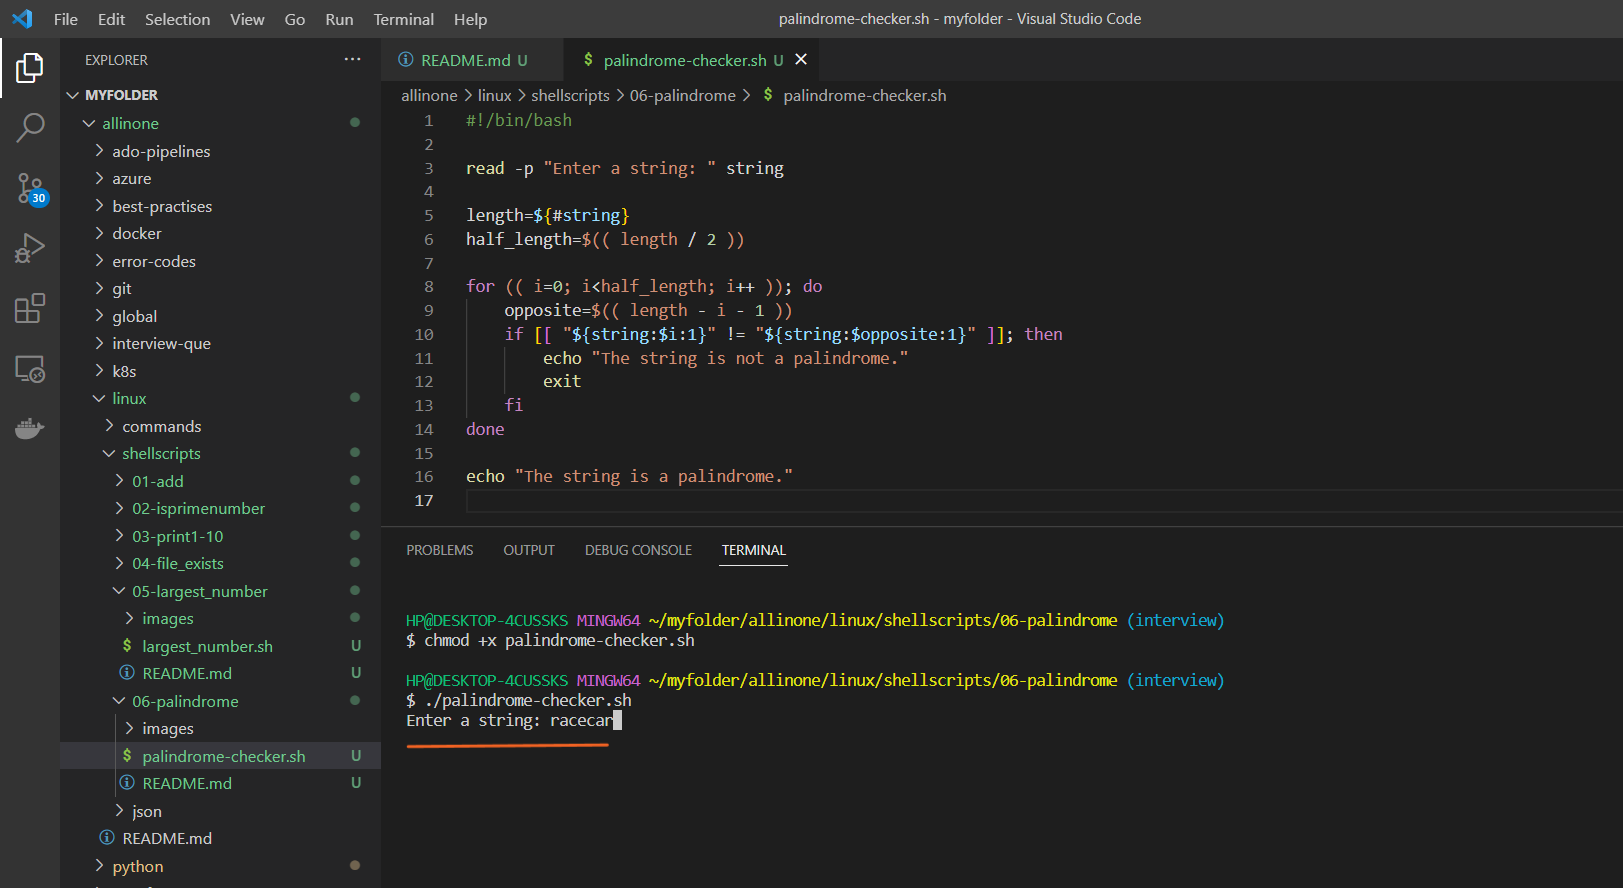 File Edit Selection View Go Run Terminal Help
palindrome-checker.sh - myfolder - Visual Studio Code
EXPLORER ···
MYFOLDER
allinone
ado-pipelines
azure
best-practises
docker
error-codes
git
global
interview-que
k8s
linux
commands
shellscripts
01-add
02-isprimenumber
03-print1-10
04-file_exists
05-largest_number
images
largest_number.sh U
README.md U
06-palindrome
images
palindrome-checker.sh U
README.md U
json
README.md
python
30
README.md U
$ palindrome-checker.sh U
allinone > linux > shellscripts > 06-palindrome > $ palindrome-checker.sh
1 #!/bin/bash
2
3 read -p "Enter a string: " string
4
5 length=${#string}
6 half_length=$(( length / 2 ))
7
8 for (( i=0; i<half_length; i++ )); do
9 opposite=$(( length - i - 1 ))
10 if [[ "${string:$i:1}" != "${string:$opposite:1}" ]]; then
11 echo "The string is not a palindrome."
12 exit
13 fi
14 done
15
16 echo "The string is a palindrome."
17
PROBLEMS OUTPUT DEBUG CONSOLE TERMINAL
HP@DESKTOP-4CUSSKS MINGW64 ~/myfolder/allinone/linux/shellscripts/06-palindrome (interview)
$ chmod +x palindrome-checker.sh
HP@DESKTOP-4CUSSKS MINGW64 ~/myfolder/allinone/linux/shellscripts/06-palindrome (interview)
$ ./palindrome-checker.sh
Enter a string: racecar